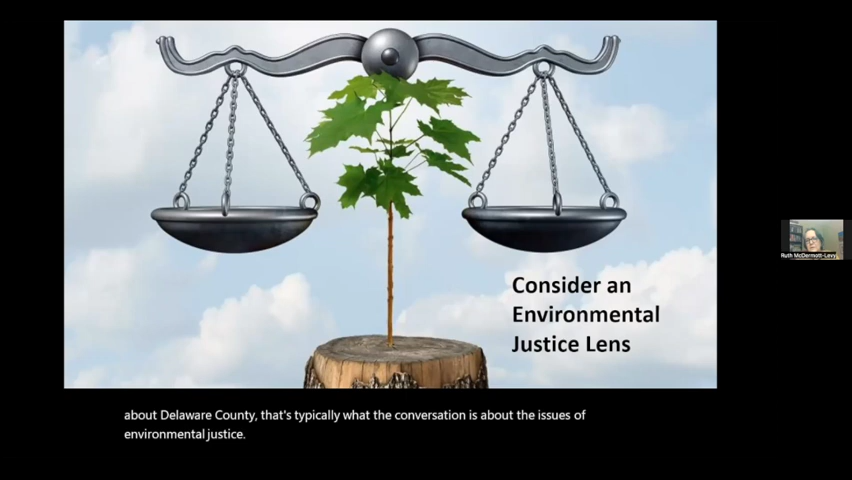 Consider an
Environmental
Justice Lens
Ruth McDermott-Levy
about Delaware County, that's typically what the conversation is about the issues of
environmental justice.